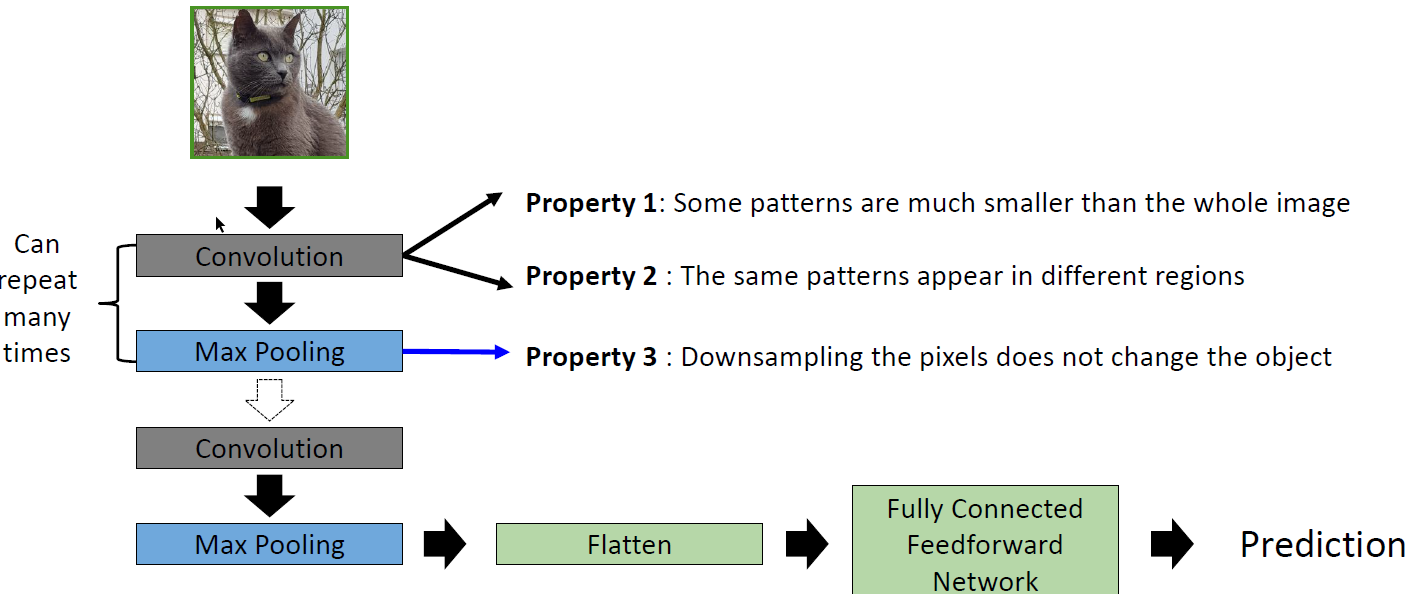 Property 1: Some patterns are much smaller than the whole image
Can
repeat
many
times
Convolution
Property 2 : The same patterns appear in different regions
Max Pooling
Property 3 : Downsampling the pixels does not change the object
Convolution
Max Pooling
Flatten
Fully Connected
Feedforward
Network
Prediction